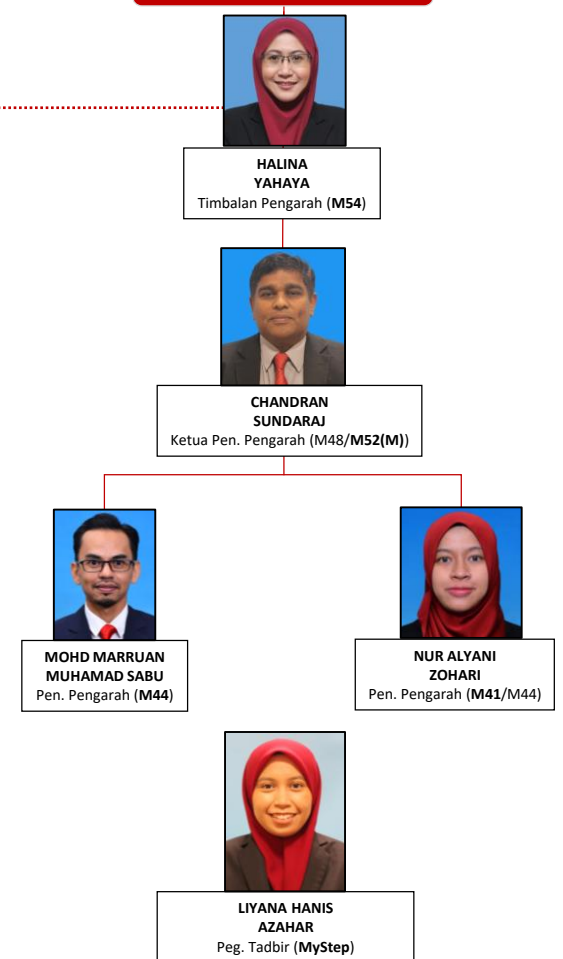 HALINA
YAHAYA
Timbalan Pengarah (M54)
CHANDRAN
SUNDARAJ
Ketua Pen. Pengarah (M48/M52(M))
MOHD MARRUAN
MUHAMAD SABU
Pen. Pengarah (M44)
NUR ALYANI
ZOHARI
Pen. Pengarah (M41/M44)
LIYANA HANIS
AZAHAR
Peg. Tadbir (MyStep)